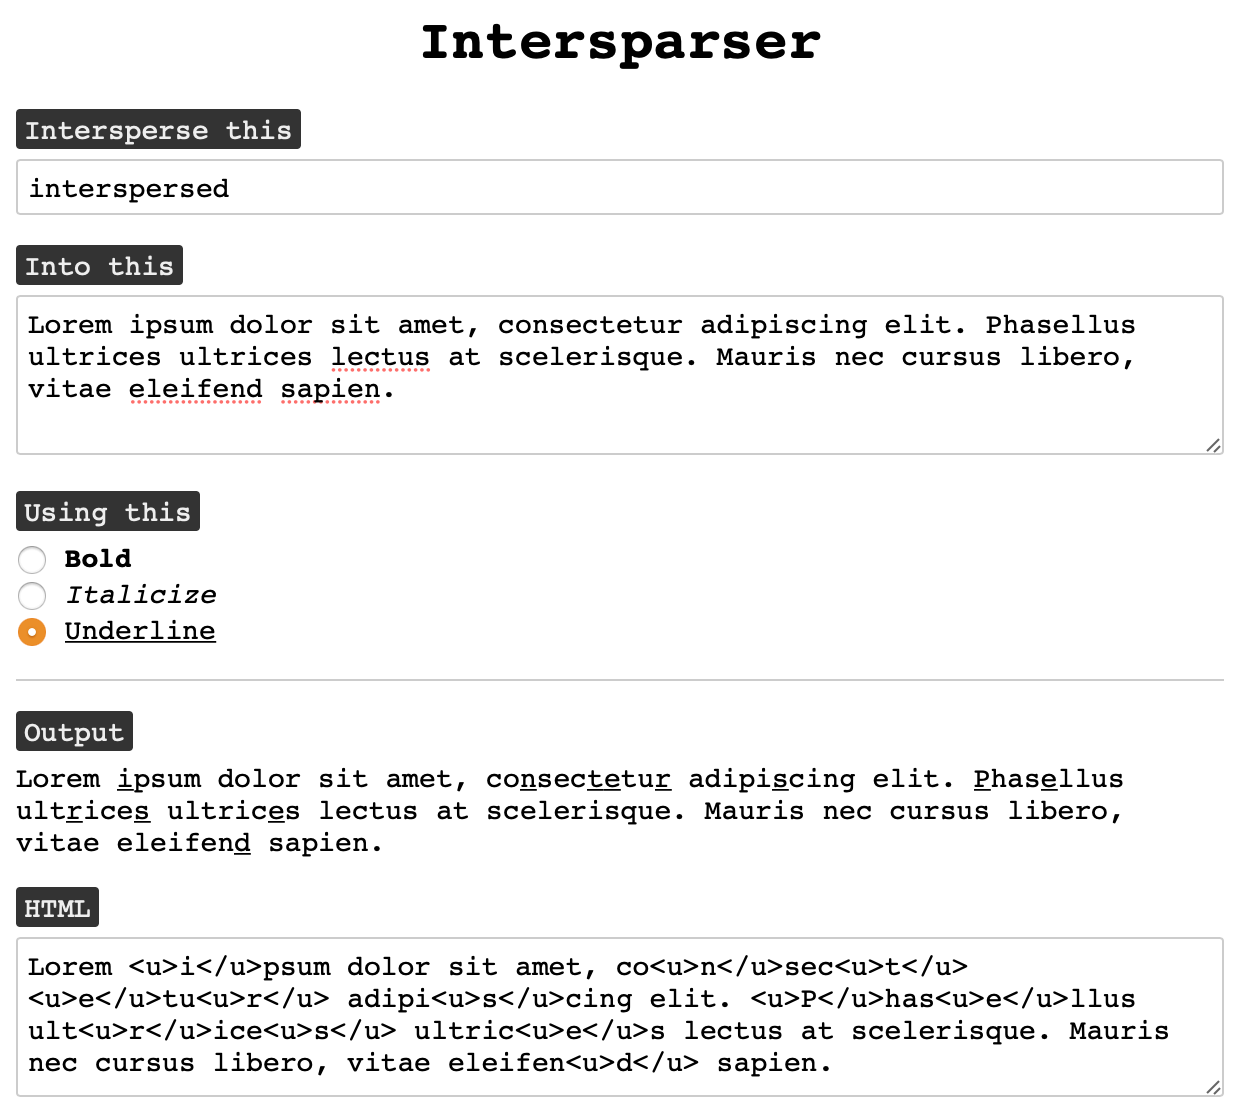 Intersparser
Intersperse this
interspersed
Into this
Lorem ipsum dolor sit amet, consectetur adipiscing elit. Phasellus
ultrices ultrices lectus at scelerisque. Mauris nec cursus libero,
vitae eleifend sapien.
Using this
Bold
Italicize
Underline
Output
Lorem ipsum dolor sit amet, consectetur adipiscing elit. Phasellus
ultrices ultrices lectus at scelerisque. Mauris nec cursus libero,
vitae eleifend sapien.
HTML
Lorem <u>i</u>psum dolor sit amet, co<u>n</u>sec<u>t</u>
<u>e</u>tu<u>r</u> adipi<u>s</u>cing elit. <u>P</u>has<u>e</u>llus
ult<u>r</u>ice<u>s</u> ultric<u>e</u>s lectus at scelerisque. Mauris
nec cursus libero, vitae eleifen<u>d</u> sapien.